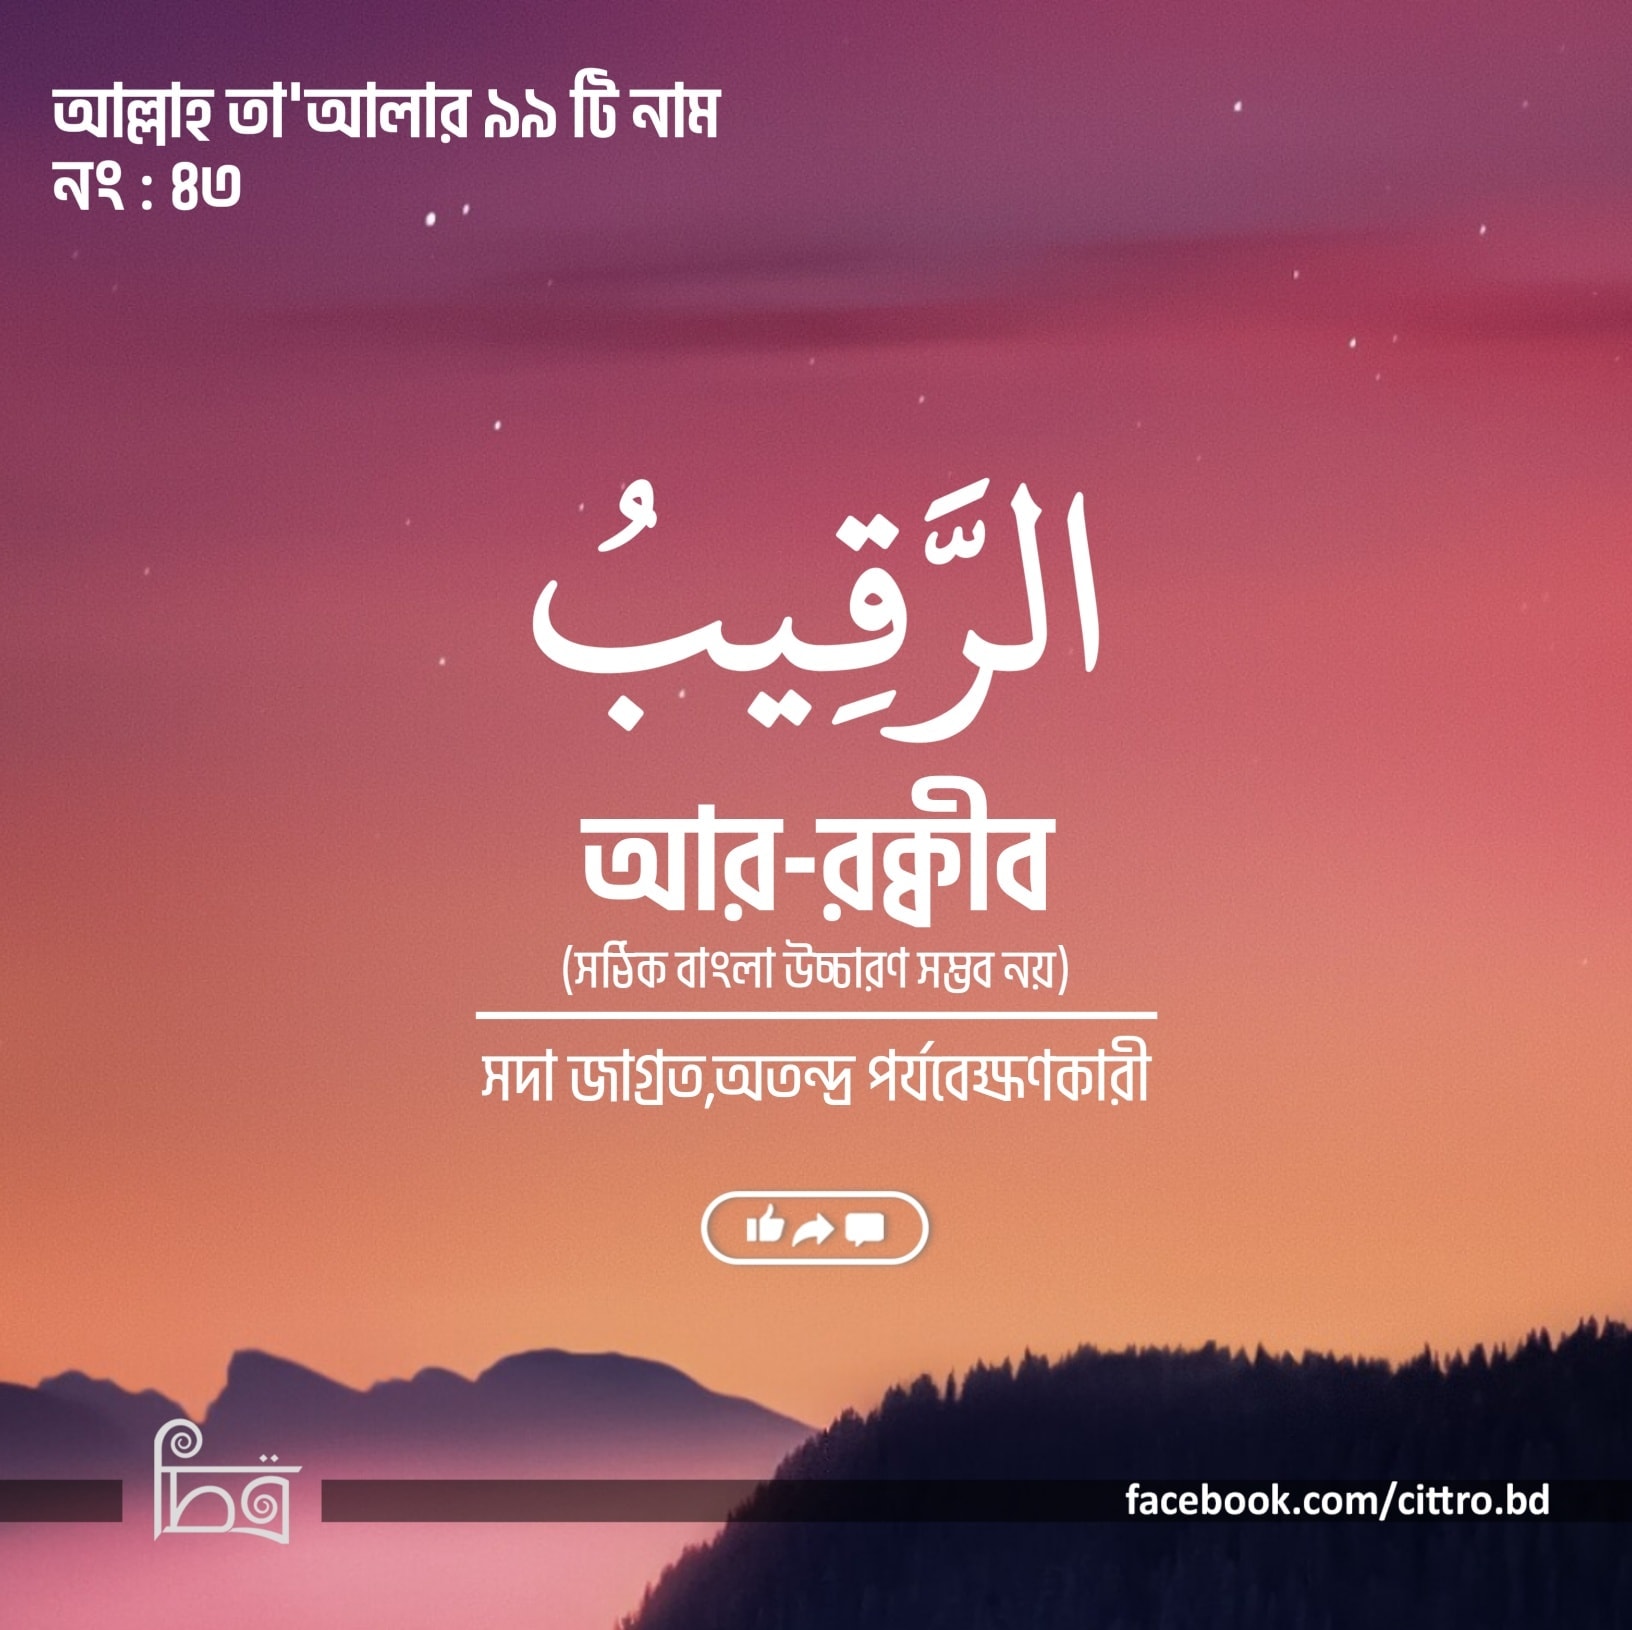 আল্লাহ তা'আলার ৯৯ টি নাম
নং : ৪৩
الرَّقِيبُ
আর-রক্বীব
(সঠিক বাংলা উচ্চারণ সম্ভব নয়)
সদা জাগ্রত,অতন্দ্র পর্যবেক্ষণকারী
facebook.com/cittro.bd